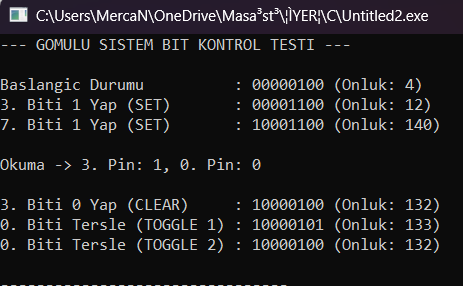 C:\Users\MercaN\OneDrive\Masa³st³\¦ÌYER¦\C\Untitled2.exe
--- GOMULU SISTEM BIT KONTROL TESTI ---
Baslangic Durumu : 00000100 (Onluk: 4)
3. Biti 1 Yap (SET) : 00001100 (Onluk: 12)
7. Biti 1 Yap (SET) : 10001100 (Onluk: 140)
Okuma -> 3. Pin: 1, 0. Pin: 0
3. Biti 0 Yap (CLEAR) : 10000100 (Onluk: 132)
0. Biti Tersle (TOGGLE 1) : 10000101 (Onluk: 133)
0. Biti Tersle (TOGGLE 2) : 10000100 (Onluk: 132)
--------------------------------